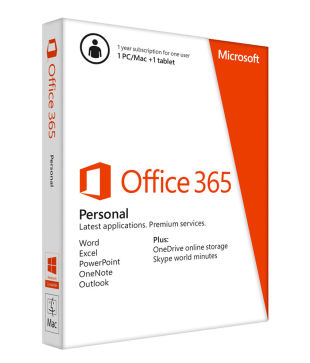 1 year subscription for one user
1 PC/Mac +1 tablet
Microsoft
Office 365
Personal
Latest applications. Premium services.
Word
Excel
PowerPoint
OneNote
Outlook
Plus:
OneDrive online storage
Skype world minutes
Office 365
Personal
Mac